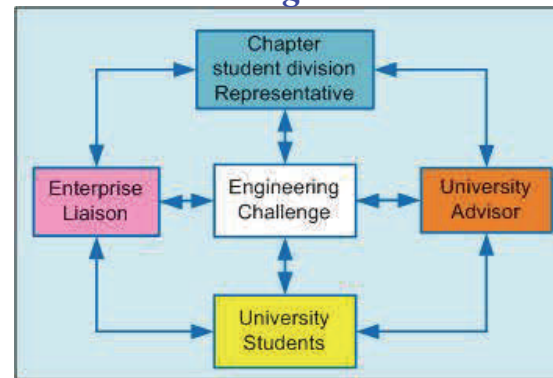 Chapter
student division
Representative
Enterprise
Liaison
Engineering
Challenge
University
Advisor
University
Students